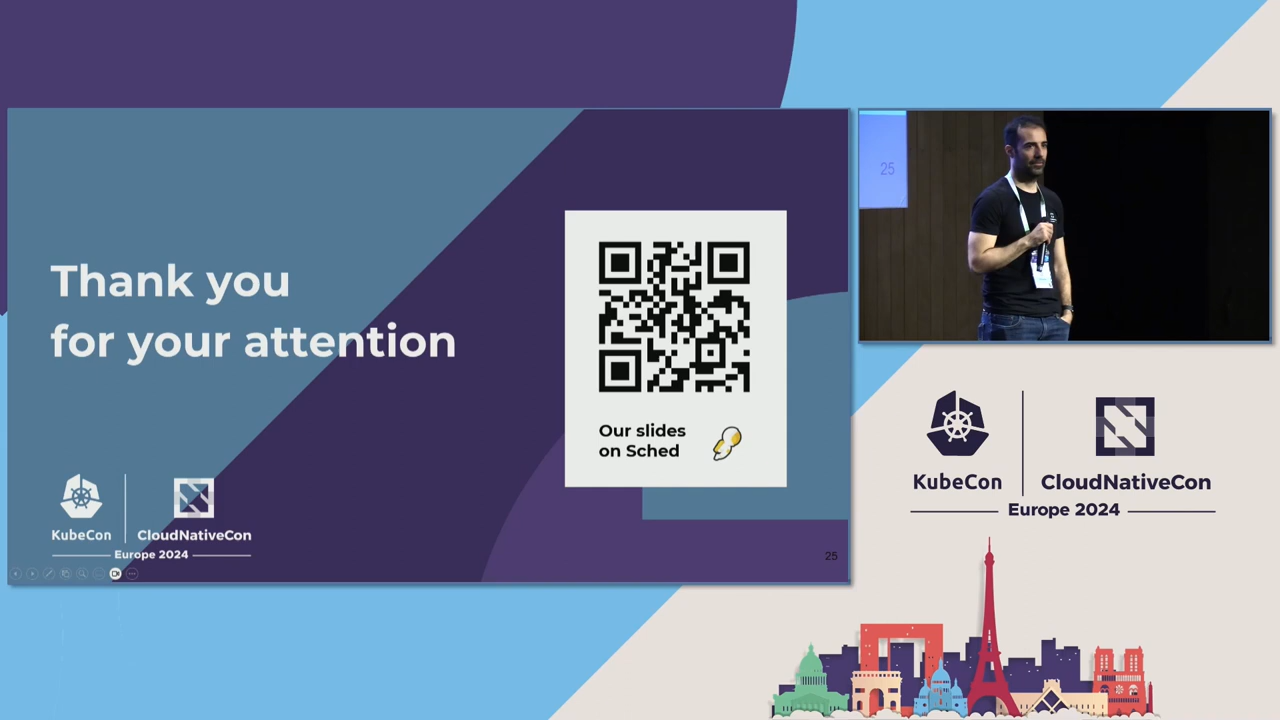 Thank you
for your attention
Our slides
on Sched
KubeCon
CloudNativeCon
Europe 2024
25
25
KubeCon
CloudNativeCon
Europe 2024